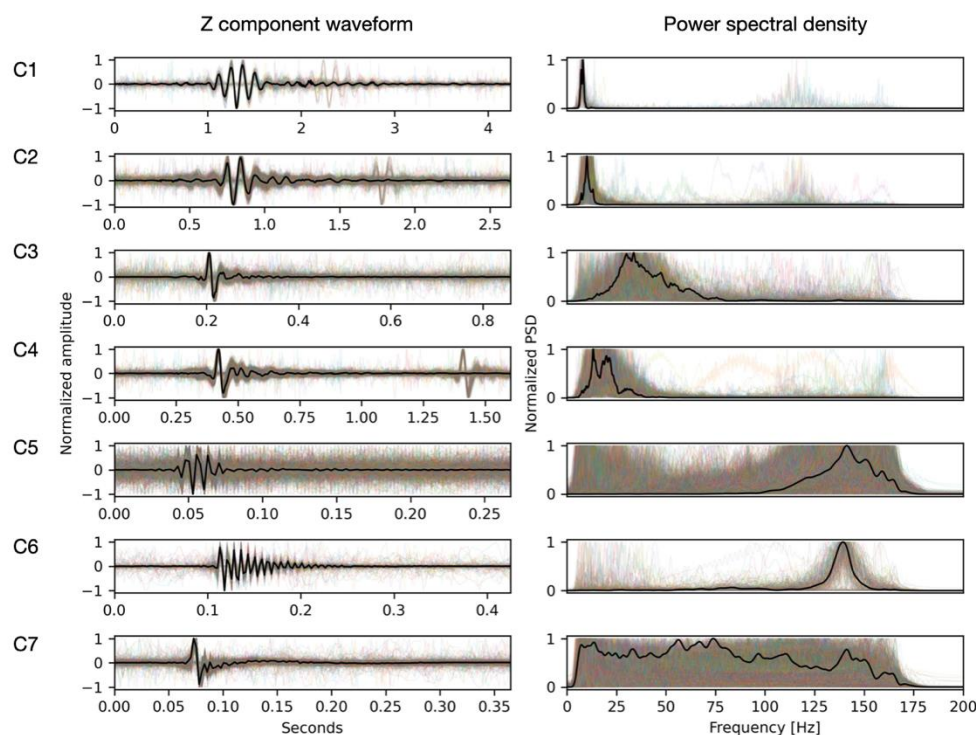 Z component waveform
Power spectral density
C1
1
0
−1
0 1 2 3 4
1
0
C2
1
0
−1
0.0 0.5 1.0 1.5 2.0 2.5
1
0
C3
1
0
−1
0.0 0.2 0.4 0.6 0.8
1
0
C4
1
0
−1
0.00 0.25 0.50 0.75 1.00 1.25 1.50
1
0
C5
1
0
−1
0.00 0.05 0.10 0.15 0.20 0.25
1
0
C6
1
0
−1
0.0 0.1 0.2 0.3 0.4
1
0
C7
1
0
−1
0.00 0.05 0.10 0.15 0.20 0.25 0.30 0.35
1
0
0 25 50 75 100 125 150 175 200
Normalized amplitude
Normalized PSD
Seconds
Frequency [Hz]